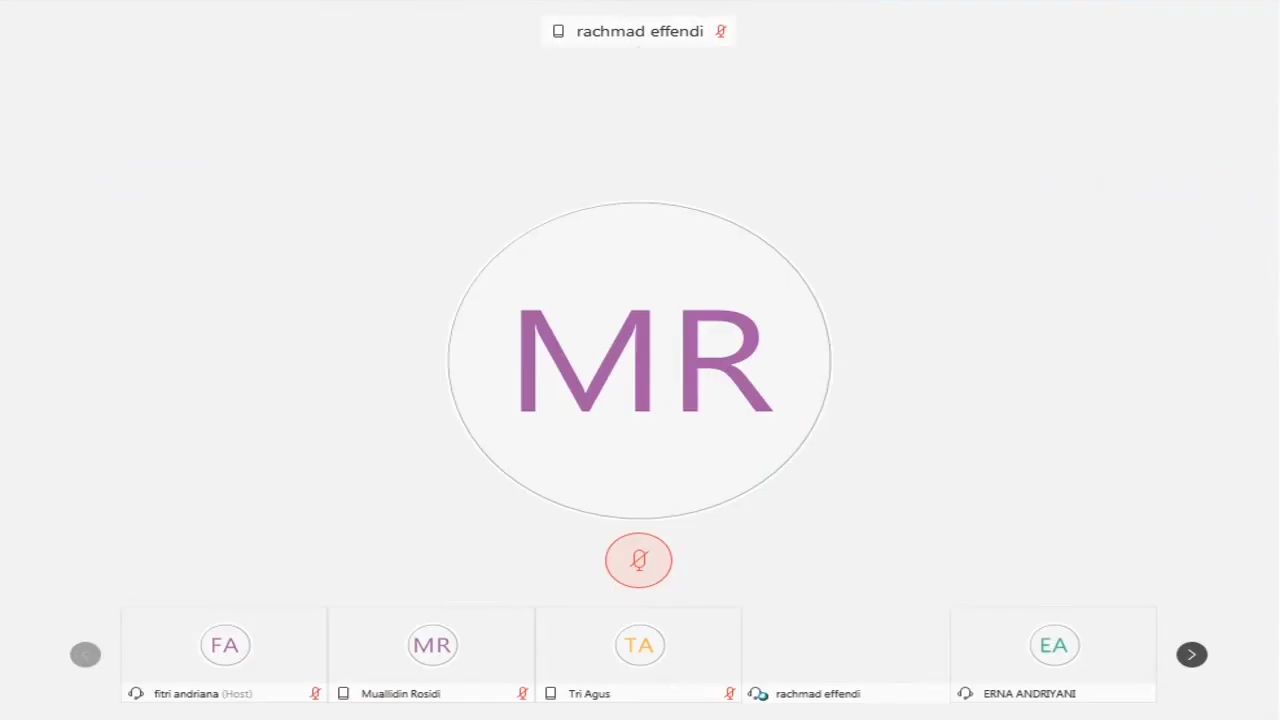 rachmad effendi
MR
FA
MR
TA
EA
fitri andriana (Host)
Muallidin Rosidi
Tri Agus
rachmad effendi
ERNA ANDRIYANI